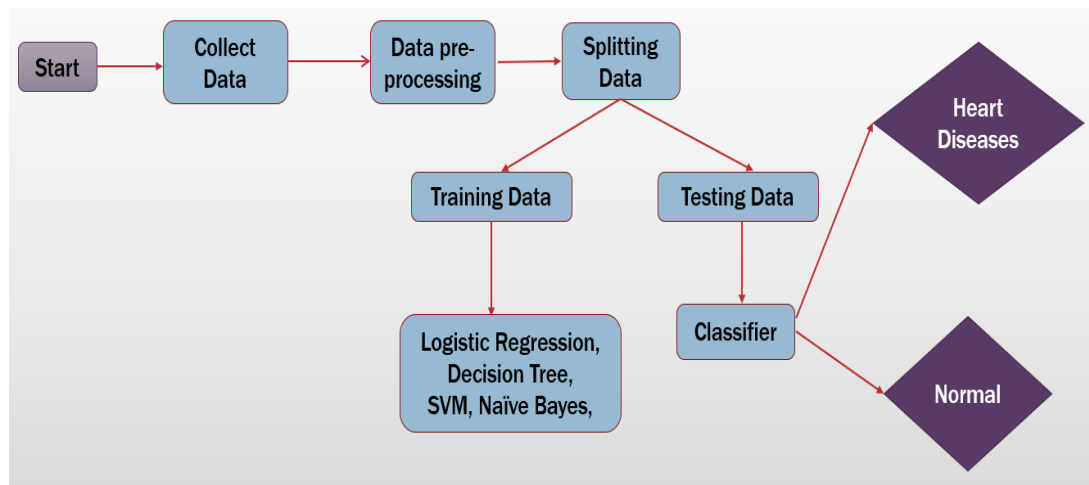 Start
Collect
Data
Data pre-
processing
Splitting
Data
Heart
Diseases
Training Data
Testing Data
Logistic Regression,
Decision Tree,
SVM, Naïve Bayes,
Classifier
Normal